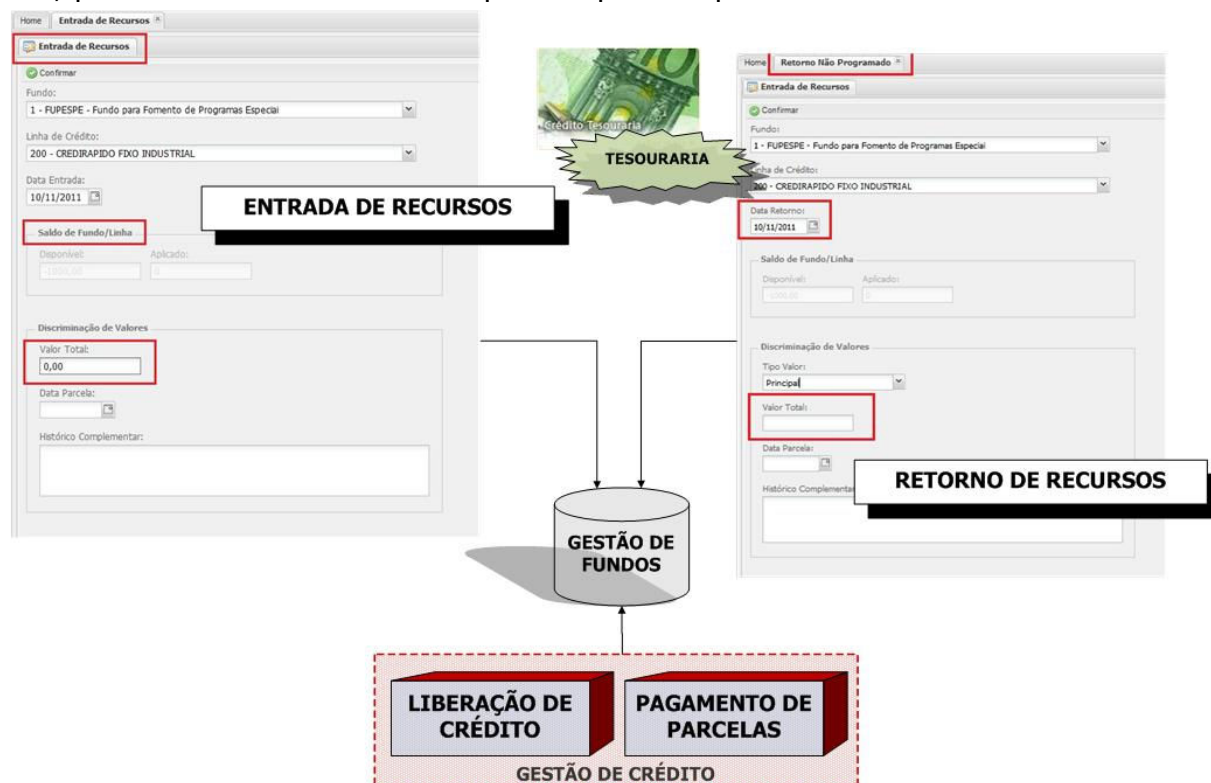 Home Entrada de Recursos
Entrada de Recursos
Confirmar
Fundo:
1 - FUPESPE - Fundo para Fomento de Programas Especiai
Linha de Crédito:
200 - CREDIRAPIDO FIXO INDUSTRIAL
Data Entrada:
10/11/2011
ENTRADA DE RECURSOS
Saldo de Fundo/Linha
Disponível: Aplicado:
-1000,00 0
Discriminação de Valores
Valor Total:
0,00
Data Parcela:
Histórico Complementar:
Crédito Tesouraria
TESOURARIA
Home Retorno Não Programado
Entrada de Recursos
Confirmar
Fundo:
1 - FUPESPE - Fundo para Fomento de Programas Especiai
Linha de Crédito:
200 - CREDIRAPIDO FIXO INDUSTRIAL
Data Retorno:
10/11/2011
Saldo de Fundo/Linha
Disponível: Aplicado:
Discriminação de Valores
Tipo Valor:
Principal
Valor Total:
Data Parcela:
Histórico Complementar
RETORNO DE RECURSOS
GESTÃO DE
FUNDOS
LIBERAÇÃO DE
CRÉDITO
PAGAMENTO DE
PARCELAS
GESTÃO DE CRÉDITO